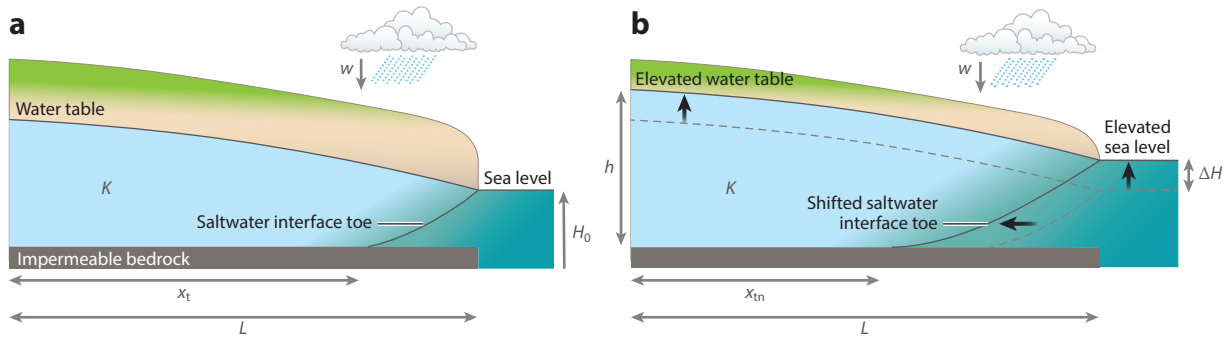 a
w
Water table
K
Sea level
Saltwater interface toe
H₀
Impermeable bedrock
xₜ
L
b
w
Elevated water table
Elevated
sea level
h
K
ΔH
Shifted saltwater
interface toe
xₜₙ
L